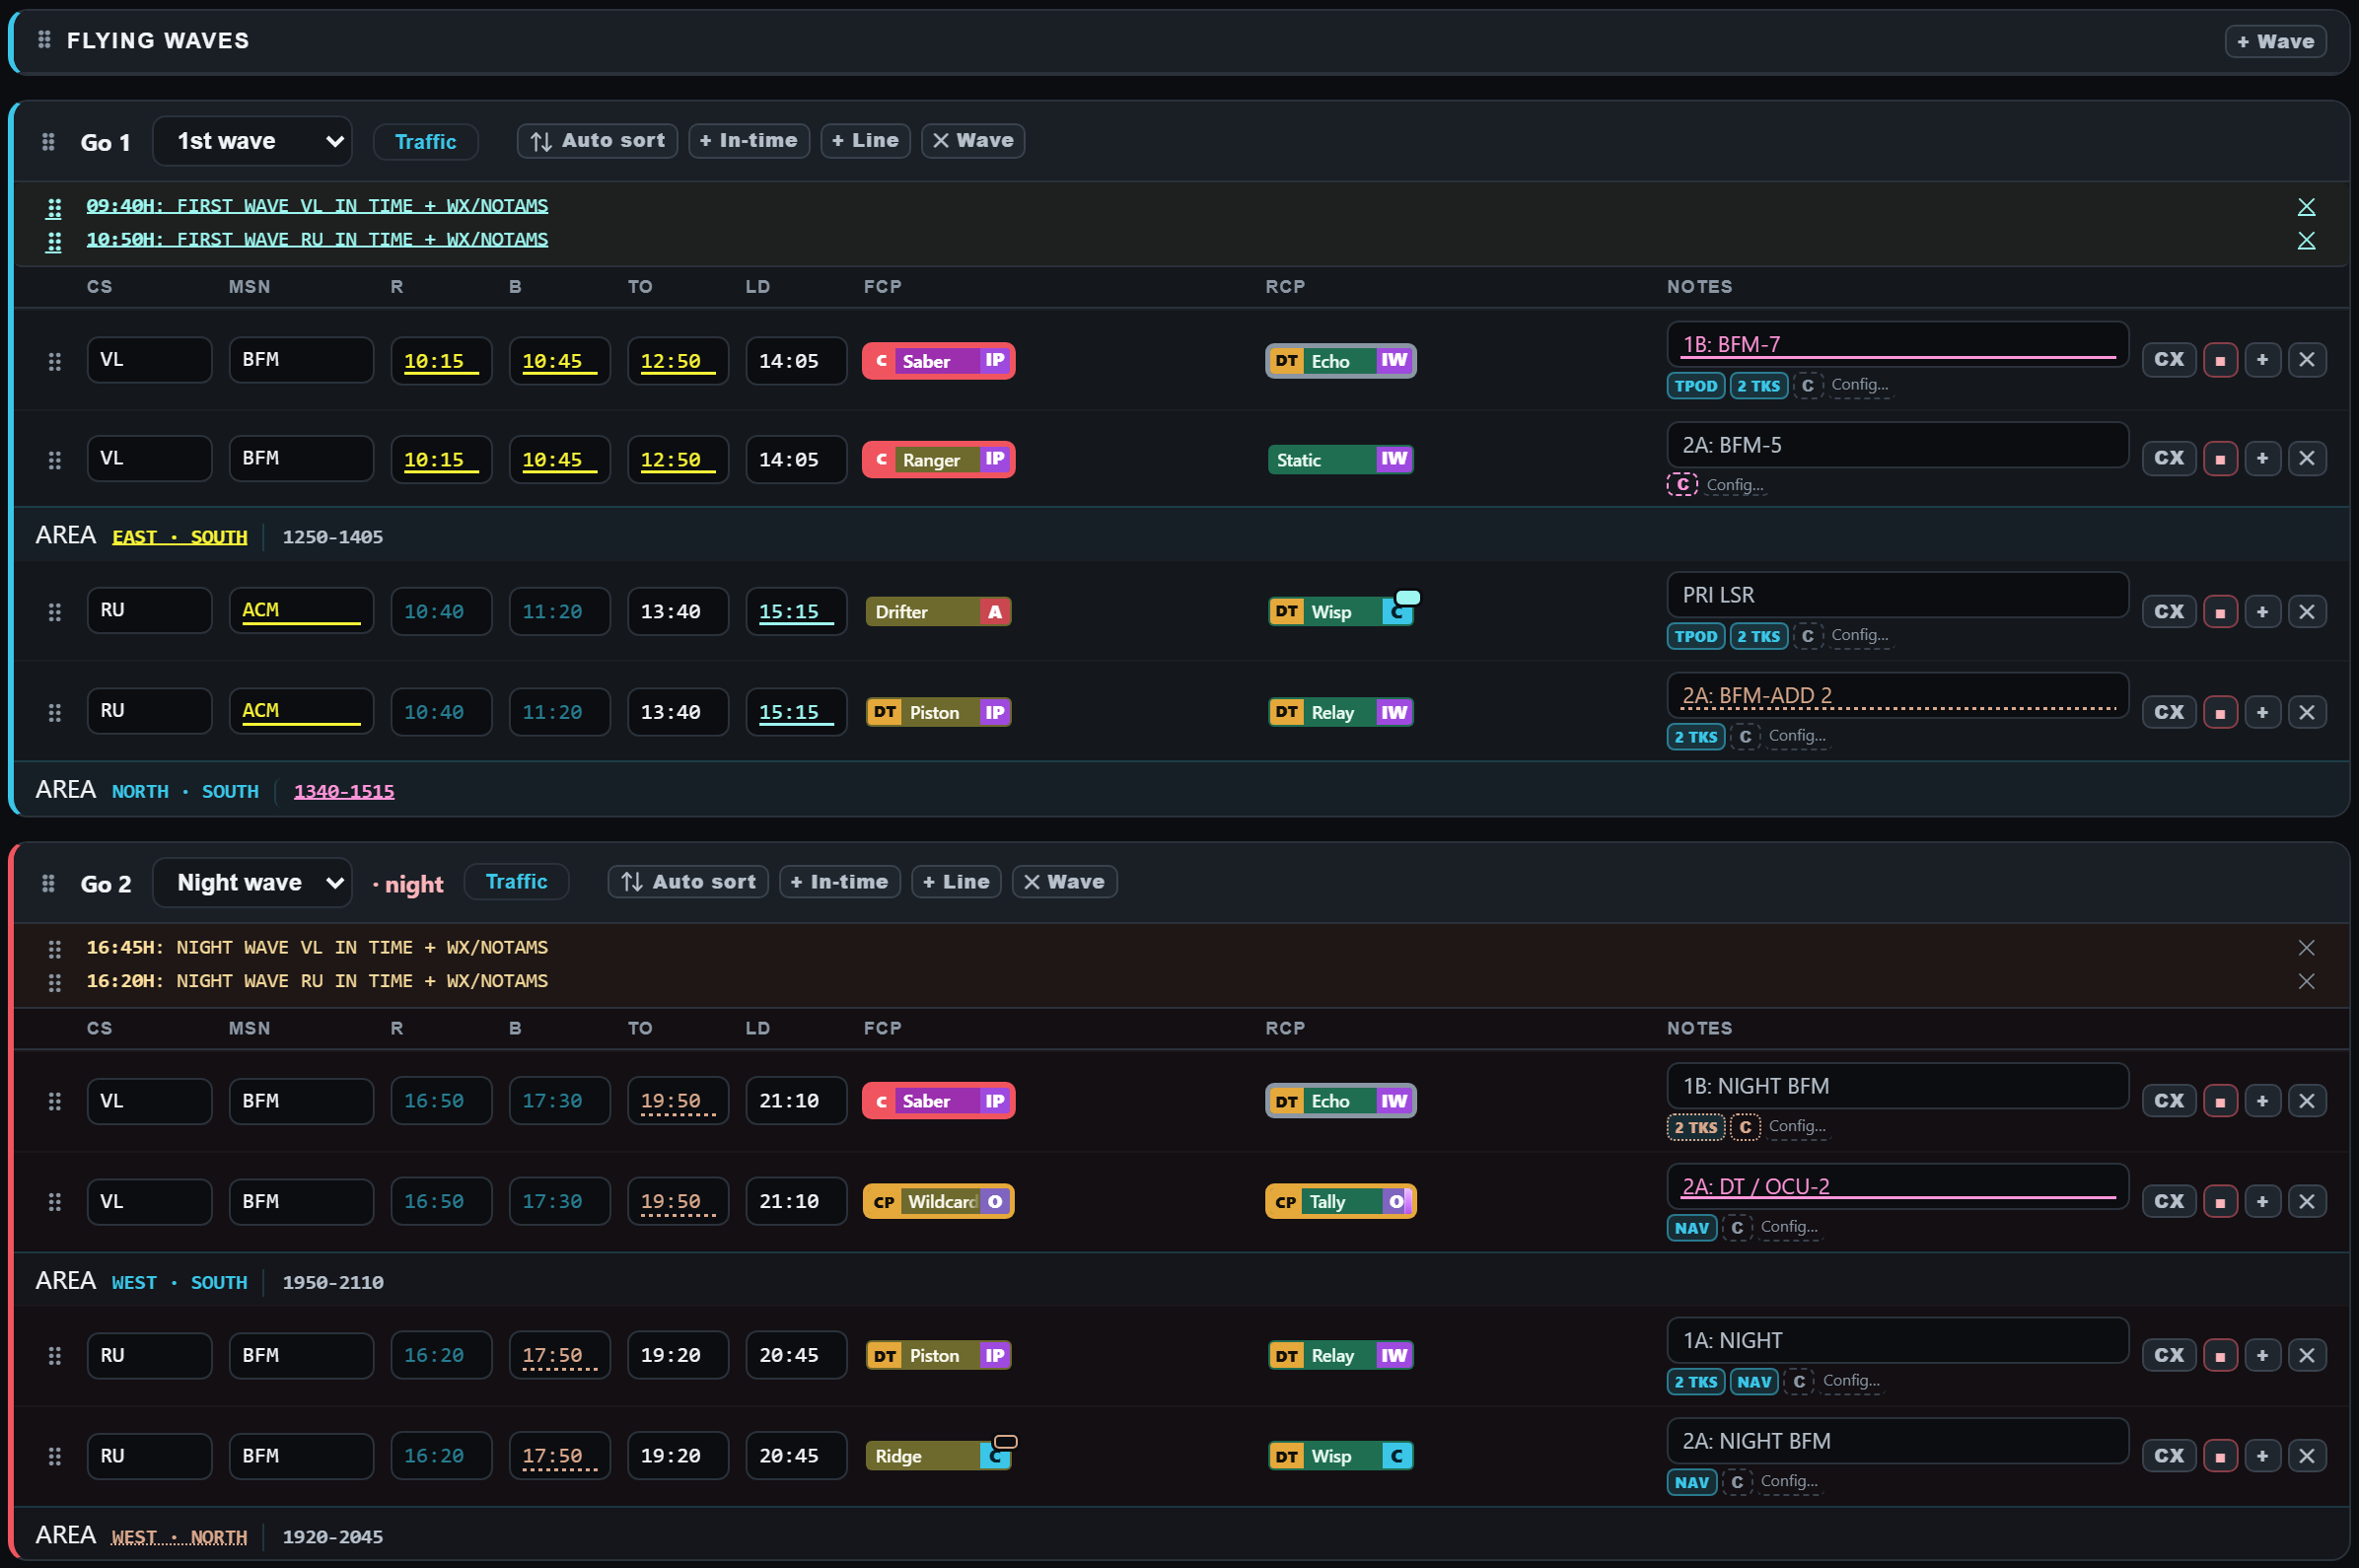 FLYING WAVES + Wave
Go 1 1st wave Traffic Auto sort + In-time + Line × Wave
09:40H: FIRST WAVE VL IN TIME + WX/NOTAMS
10:50H: FIRST WAVE RU IN TIME + WX/NOTAMS
CS MSN R B TO LD FCP RCP NOTES
VL BFM 10:15 10:45 12:50 14:05 C Saber IP DT Echo IW 1B: BFM-7 CX + ×
TPOD 2 TKS C Config...
VL BFM 10:15 10:45 12:50 14:05 C Ranger IP Static IW 2A: BFM-5 CX + ×
C Config...
AREA EAST · SOUTH 1250-1405
RU ACM 10:40 11:20 13:40 15:15 Drifter A DT Wisp C PRI LSR CX + ×
TPOD 2 TKS C Config...
RU ACM 10:40 11:20 13:40 15:15 DT Piston IP DT Relay IW 2A: BFM-ADD 2 CX + ×
2 TKS C Config...
AREA NORTH · SOUTH 1340-1515
Go 2 Night wave · night Traffic Auto sort + In-time + Line × Wave
16:45H: NIGHT WAVE VL IN TIME + WX/NOTAMS
16:20H: NIGHT WAVE RU IN TIME + WX/NOTAMS
CS MSN R B TO LD FCP RCP NOTES
VL BFM 16:50 17:30 19:50 21:10 C Saber IP DT Echo IW 1B: NIGHT BFM CX + ×
2 TKS C Config...
VL BFM 16:50 17:30 19:50 21:10 CP Wildcard O CP Tally O 2A: DT / OCU-2 CX + ×
NAV C Config...
AREA WEST · SOUTH 1950-2110
RU BFM 16:20 17:50 19:20 20:45 DT Piston IP DT Relay IW 1A: NIGHT CX + ×
2 TKS NAV C Config...
RU BFM 16:20 17:50 19:20 20:45 Ridge C DT Wisp C 2A: NIGHT BFM CX + ×
NAV C Config...
AREA WEST · NORTH 1920-2045